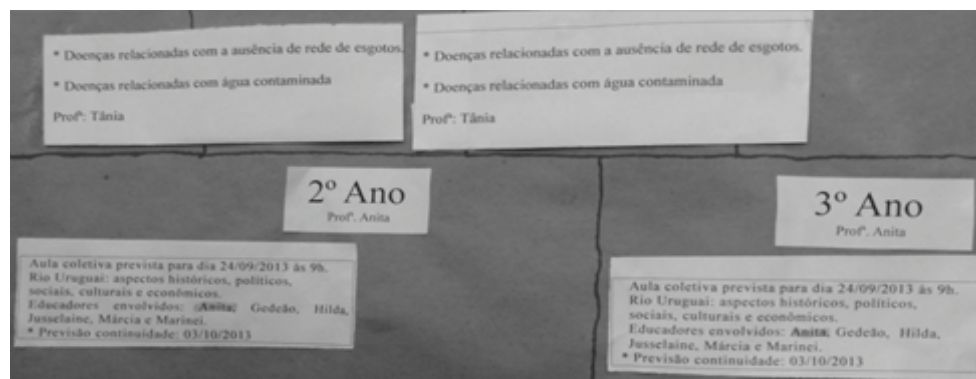 * Doenças relacionadas com a ausência de rede de esgotos.
* Doenças relacionadas com água contaminada
Profª: Tânia
* Doenças relacionadas com a ausência de rede de esgotos.
* Doenças relacionadas com água contaminada
Profª: Tânia
2º Ano
Profª. Anita
Aula coletiva prevista para dia 24/09/2013 às 9h.
Rio Uruguai: aspectos históricos, políticos,
sociais, culturais e econômicos.
Educadores envolvidos: Anita, Gedeão, Hilda,
Jusselaine, Márcia e Marinei.
* Previsão continuidade: 03/10/2013
3º Ano
Profª. Anita
Aula coletiva prevista para dia 24/09/2013 às 9h.
Rio Uruguai: aspectos históricos, políticos,
sociais, culturais e econômicos.
Educadores envolvidos: Anita, Gedeão, Hilda,
Jusselaine, Márcia e Marinei.
* Previsão continuidade: 03/10/2013